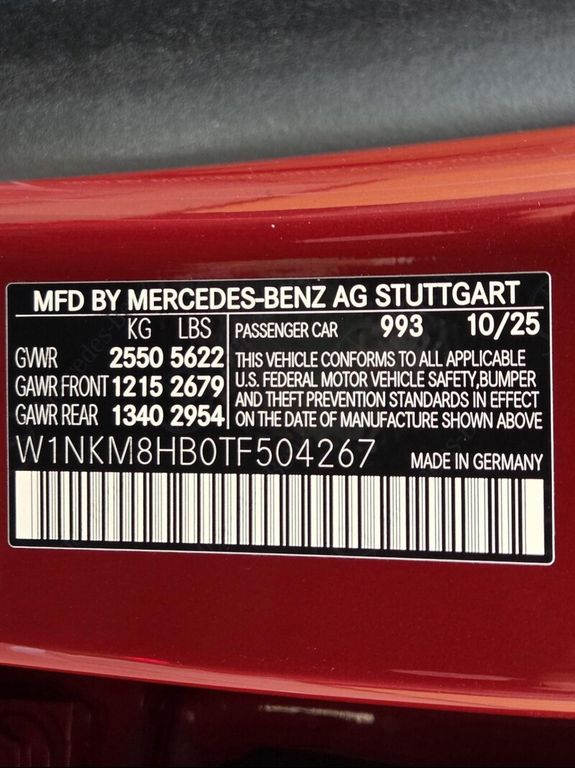 MFD BY MERCEDES-BENZ AG STUTTGART
KG LBS
GVWR 2550 5622
GAWR FRONT 1215 2679
GAWR REAR 1340 2954
PASSENGER CAR 993 10/25
THIS VEHICLE CONFORMS TO ALL APPLICABLE
U.S. FEDERAL MOTOR VEHICLE SAFETY,BUMPER
AND THEFT PREVENTION STANDARDS IN EFFECT
ON THE DATE OF MANUFACTURE SHOWN ABOVE
W1NKM8HB0TF504267 MADE IN GERMANY